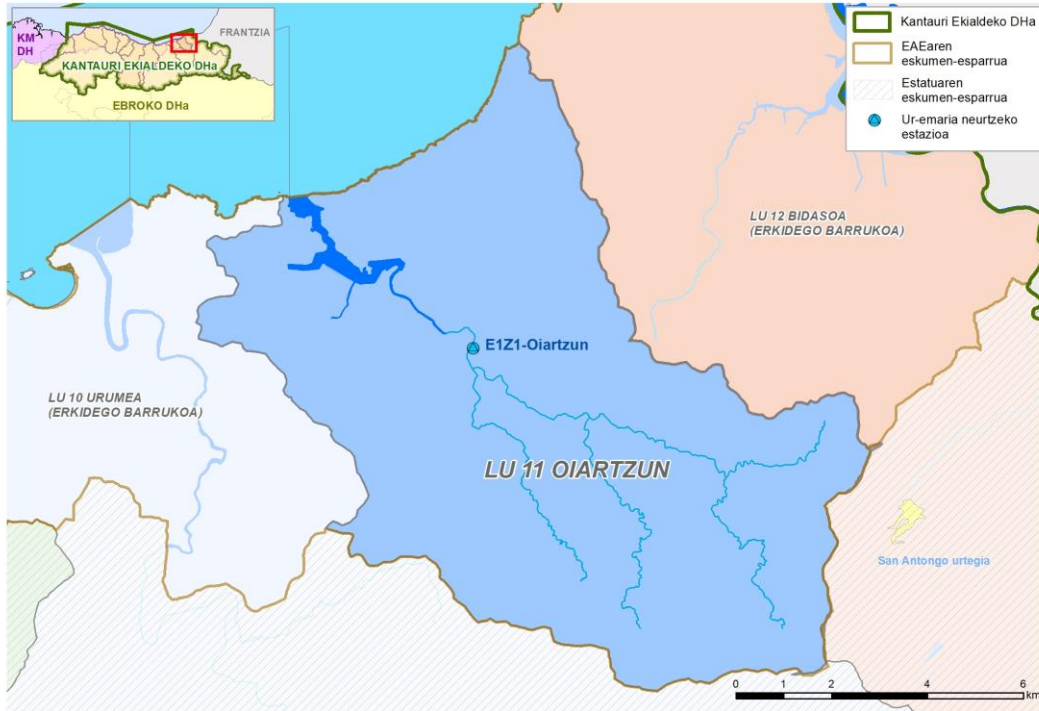 KM
DH
FRANTZIA
KANTAURI EKIALDEKO DHa
EBROKO DHa
Kantauri Ekialdeko DHa
EAEaren
eskumen-esparrua
Estatuaren
eskumen-esparrua
Ur-emaria neurtzeko
estazioa
LU 12 BIDASOA
(ERKIDEGO BARRUKOA)
E1Z1-Oiartzun
LU 10 URUMEA
(ERKIDEGO BARRUKOA)
LU 11 OIARTZUN
San Antongo urtegia
0 1 2 4 6
km